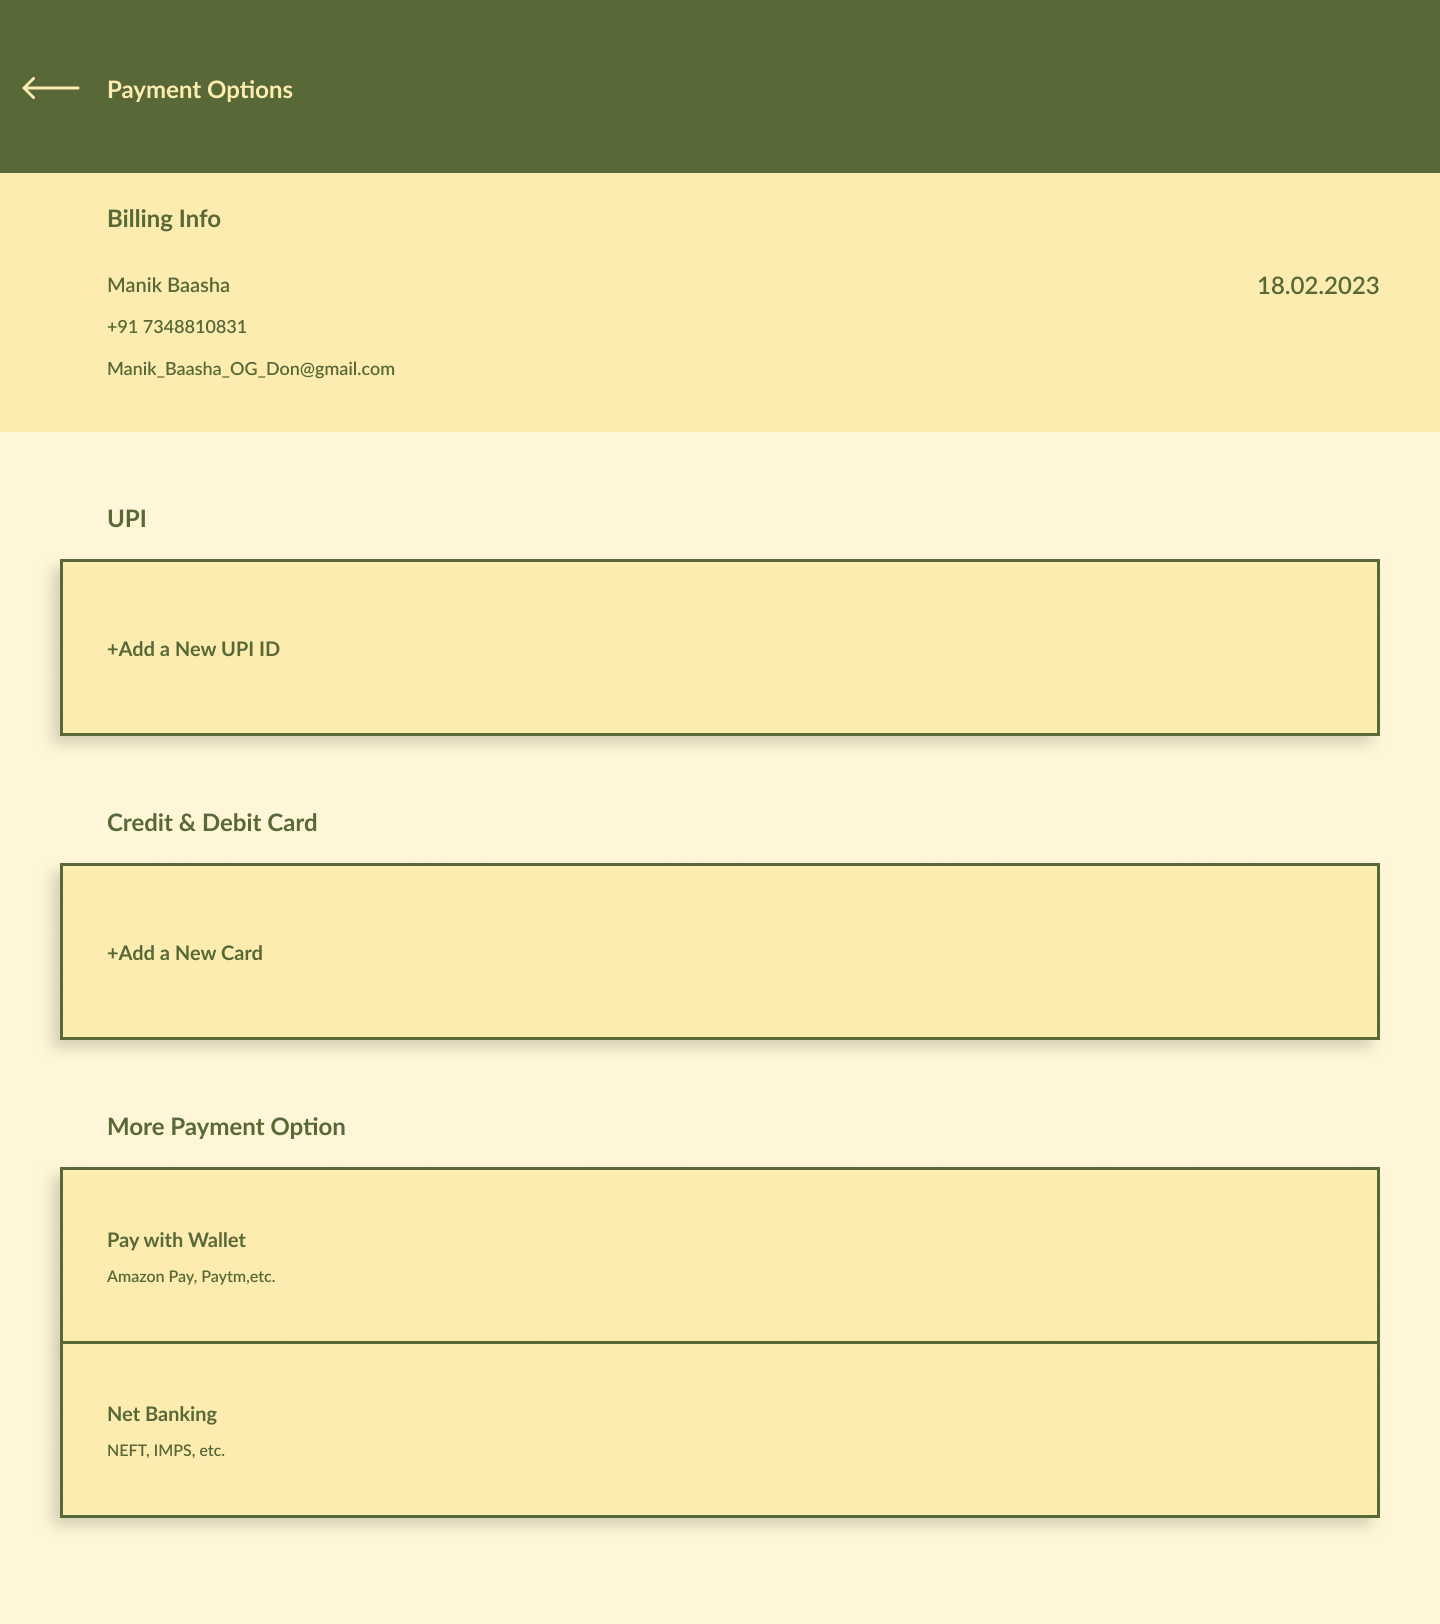 Payment Options
Billing Info
Manik Baasha
18.02.2023
+91 7348810831
Manik_Baasha_OG_Don@gmail.com
UPI
+Add a New UPI ID
Credit & Debit Card
+Add a New Card
More Payment Option
Pay with Wallet
Amazon Pay, Paytm,etc.
Net Banking
NEFT, IMPS, etc.